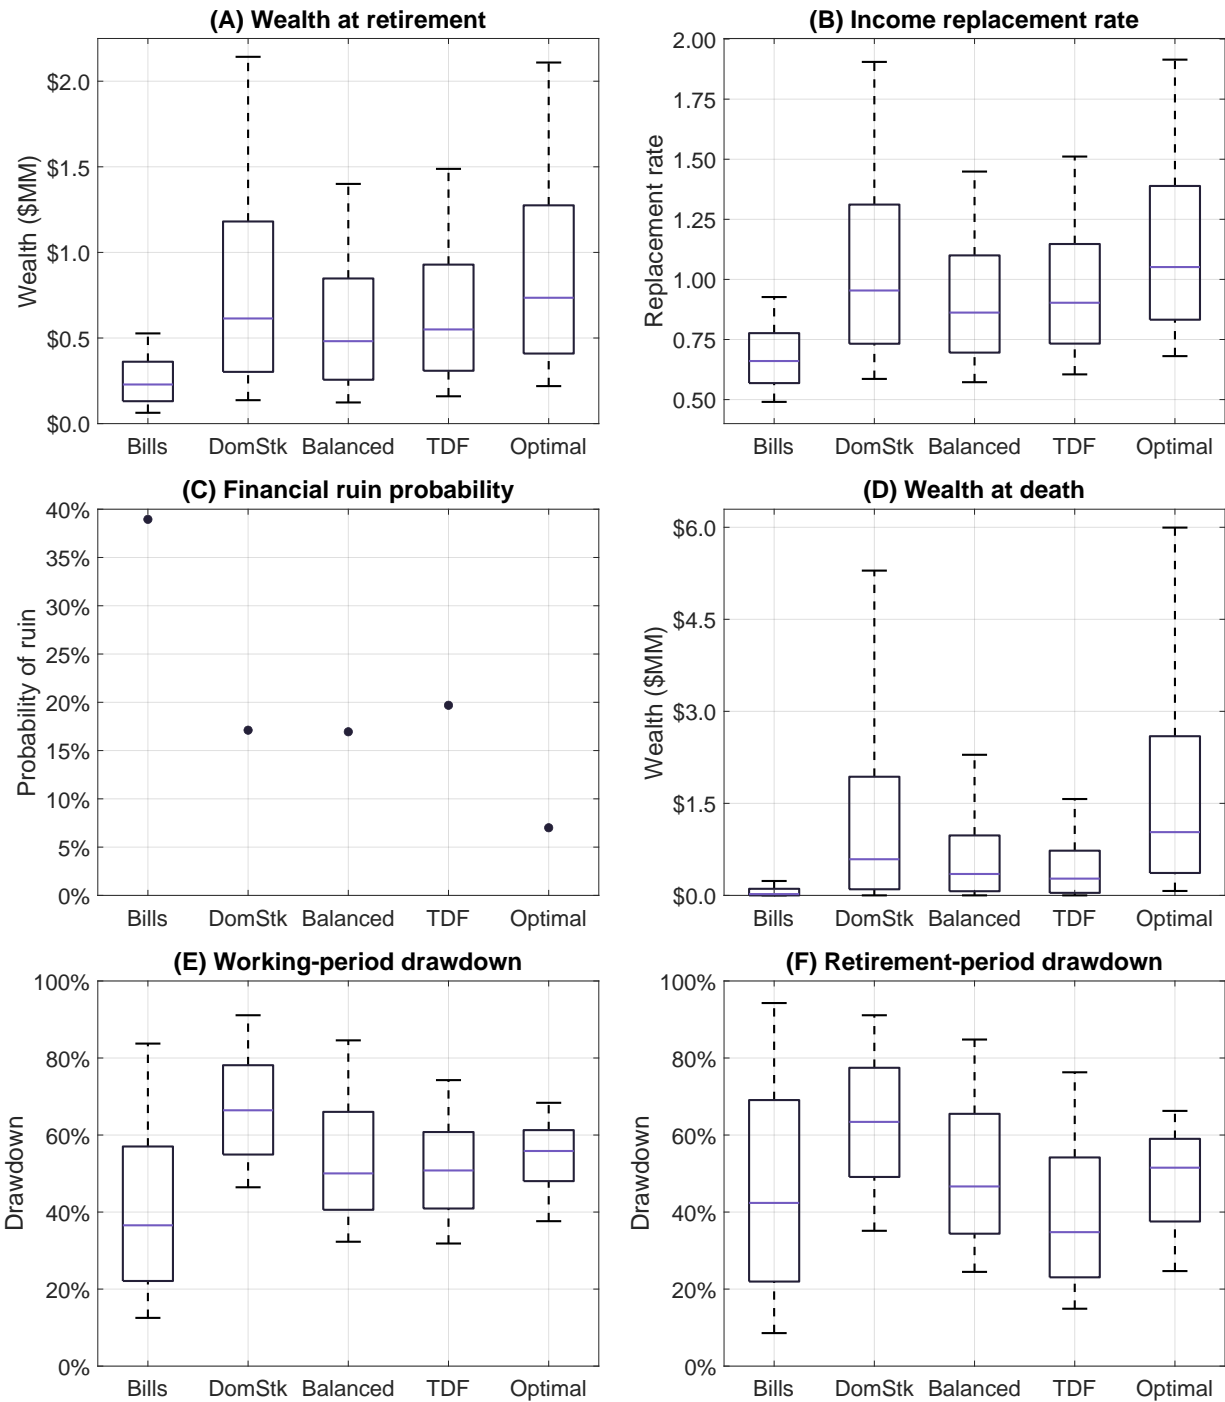 (A) Wealth at retirement
Wealth ($MM)
$2.0
$1.5
$1.0
$0.5
$0.0
Bills DomStk Balanced TDF Optimal
(B) Income replacement rate
Replacement rate
2.00
1.75
1.50
1.25
1.00
0.75
0.50
Bills DomStk Balanced TDF Optimal
(C) Financial ruin probability
Probability of ruin
40%
35%
30%
25%
20%
15%
10%
5%
0%
Bills DomStk Balanced TDF Optimal
(D) Wealth at death
Wealth ($MM)
$6.0
$4.5
$3.0
$1.5
$0.0
Bills DomStk Balanced TDF Optimal
(E) Working-period drawdown
Drawdown
100%
80%
60%
40%
20%
0%
Bills DomStk Balanced TDF Optimal
(F) Retirement-period drawdown
Drawdown
100%
80%
60%
40%
20%
0%
Bills DomStk Balanced TDF Optimal